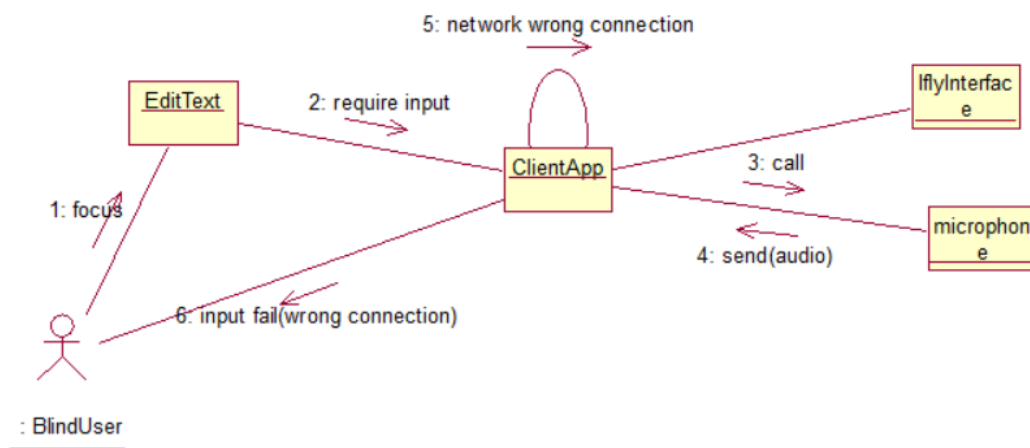 5: network wrong connection
EditText
2: require input
IflyInterfac
e
ClientApp
3: call
1: focus
microphon
e
4: send(audio)
6: input fail(wrong connection)
: BlindUser